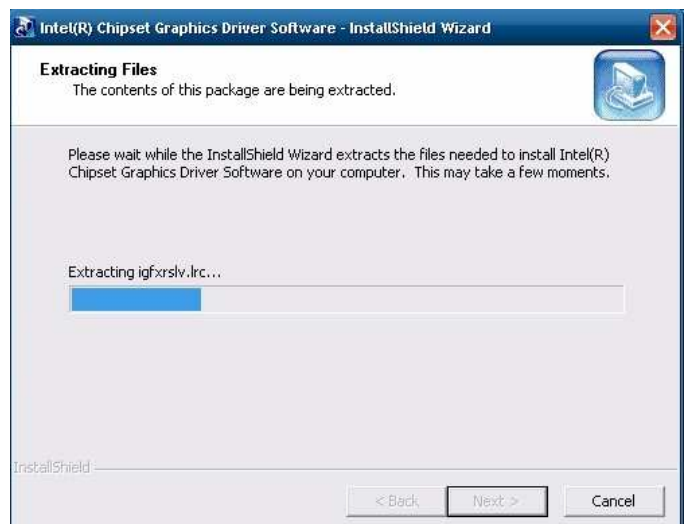 Intel(R) Chipset Graphics Driver Software - InstallShield Wizard
Extracting Files
The contents of this package are being extracted.
Please wait while the InstallShield Wizard extracts the files needed to install Intel(R)
Chipset Graphics Driver Software on your computer. This may take a few moments.
Extracting igfxrslv.lrc...
InstallShield
< Back
Next >
Cancel